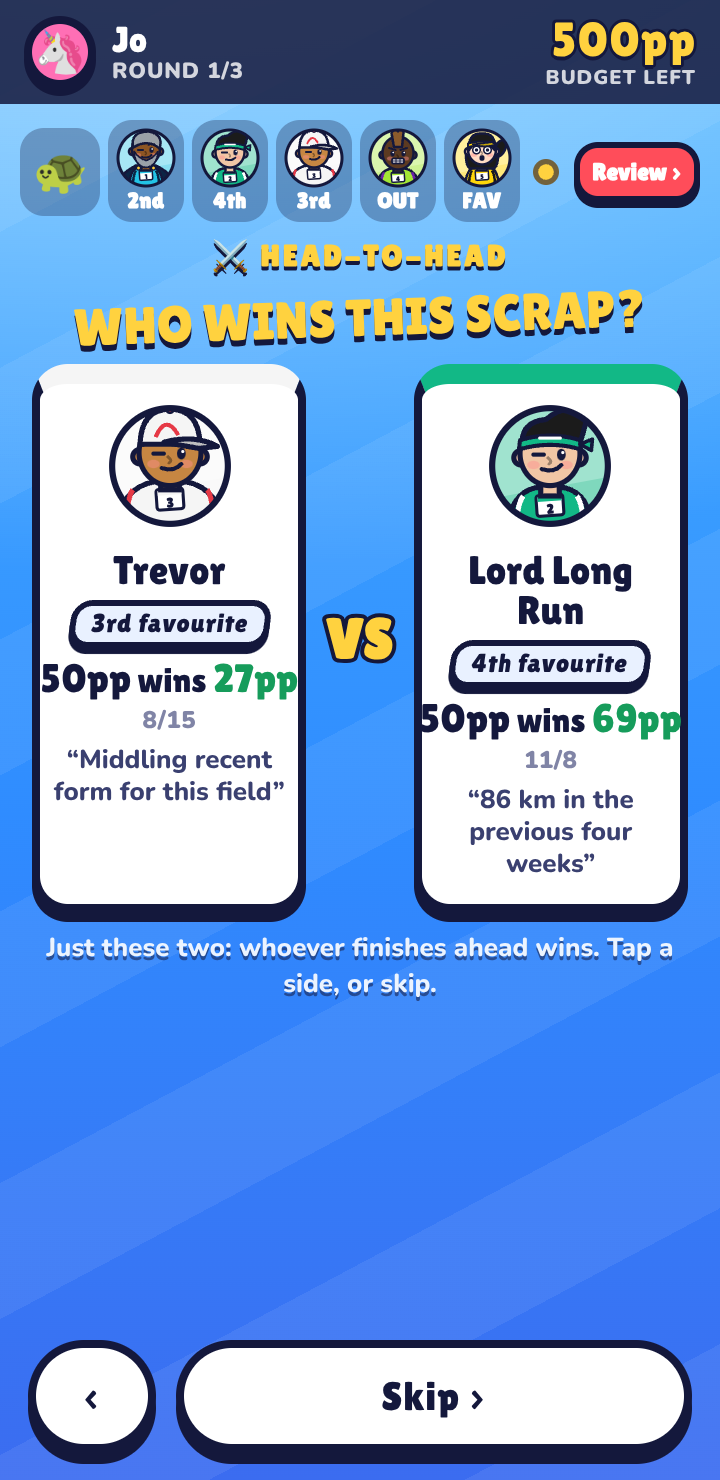 Jo
ROUND 1/3
500pp
BUDGET LEFT
2nd
4th
3rd
OUT
FAV
Review ›
HEAD-TO-HEAD
WHO WINS THIS SCRAP?
3
Trevor
3rd favourite
50pp wins 27pp
8/15
“Middling recent
form for this field”
VS
2
Lord Long
Run
4th favourite
50pp wins 69pp
11/8
“86 km in the
previous four
weeks”
Just these two: whoever finishes ahead wins. Tap a
side, or skip.
‹
Skip ›